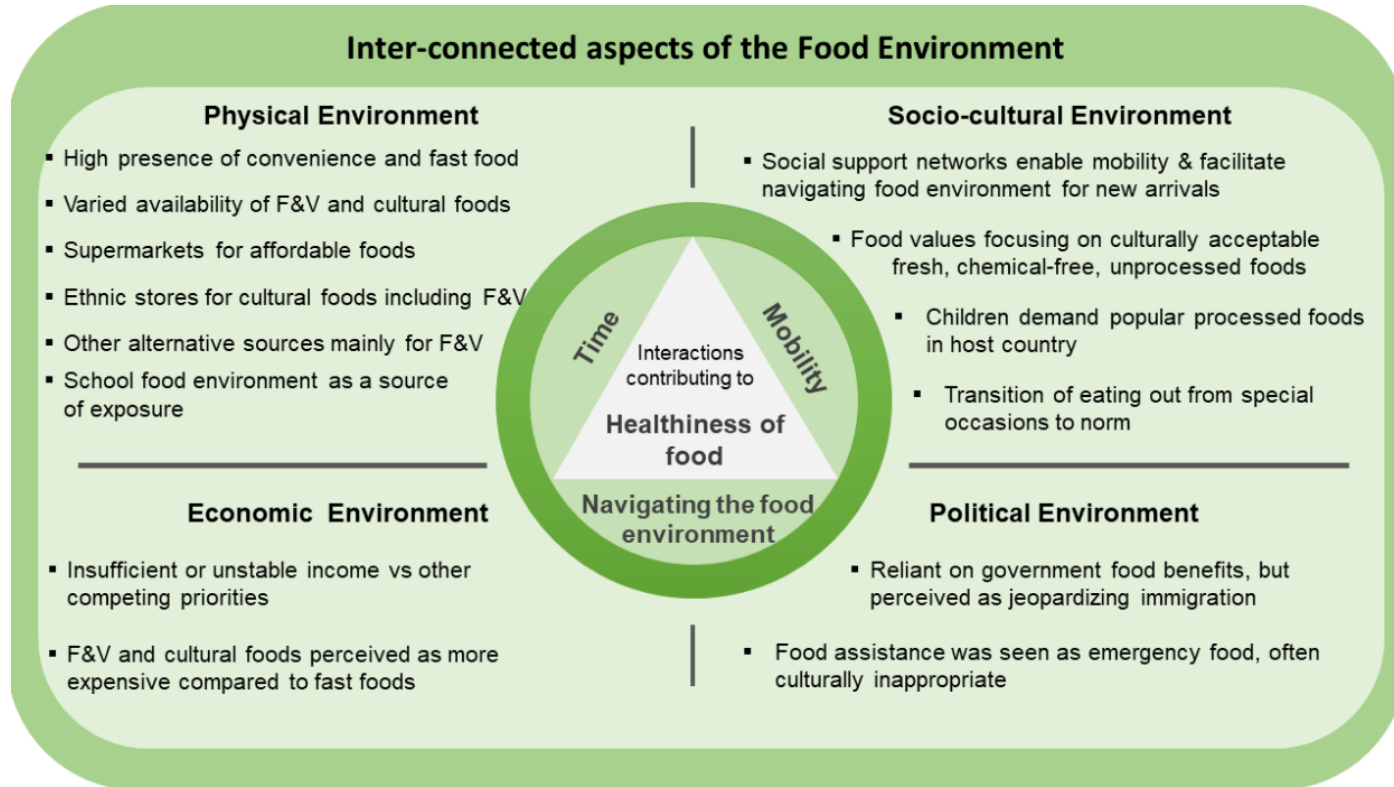 Inter-connected aspects of the Food Environment
Physical Environment
▪ High presence of convenience and fast food
▪ Varied availability of F&V and cultural foods
▪ Supermarkets for affordable foods
▪ Ethnic stores for cultural foods including F&V
▪ Other alternative sources mainly for F&V
▪ School food environment as a source
of exposure
Socio-cultural Environment
▪ Social support networks enable mobility & facilitate
navigating food environment for new arrivals
▪ Food values focusing on culturally acceptable
fresh, chemical-free, unprocessed foods
▪ Children demand popular processed foods
in host country
▪ Transition of eating out from special
occasions to norm
Time
Mobility
Interactions
contributing to
Healthiness of
food
Navigating the food
environment
Economic Environment
▪ Insufficient or unstable income vs other
competing priorities
▪ F&V and cultural foods perceived as more
expensive compared to fast foods
Political Environment
▪ Reliant on government food benefits, but
perceived as jeopardizing immigration
▪ Food assistance was seen as emergency food, often
culturally inappropriate